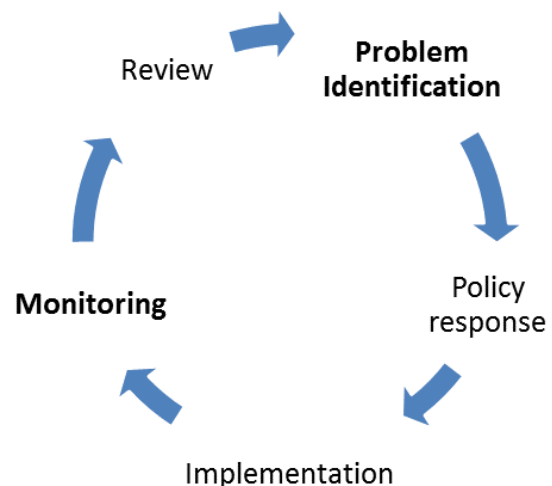 Problem
Identification
Review
Policy
response
Monitoring
Implementation